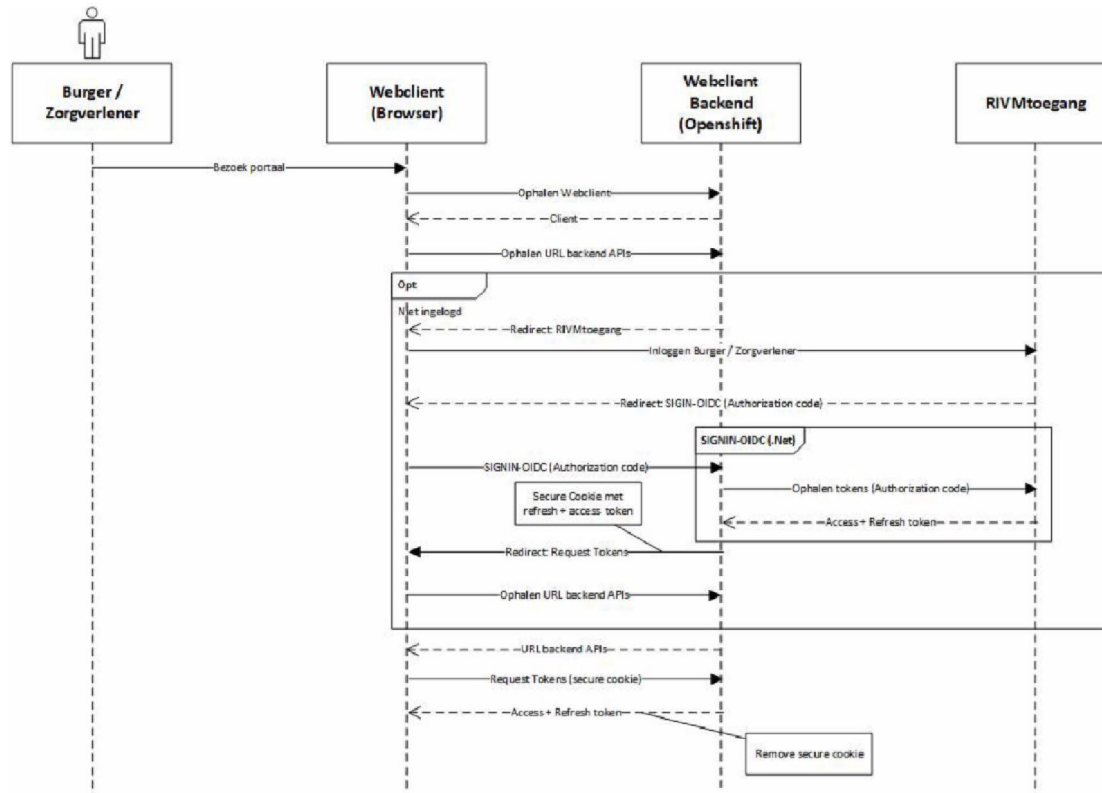 Burger /
Zorgverlener
Webclient
(Browser)
Webclient
Backend
(Openshift)
RIVMtoegang
Bezoek portaal
Ophalen Webclient
Client
Ophalen URL backend APIs
Opt
Niet ingelogd
Redirect: RIVMtoegang
Inloggen Burger / Zorgverlener
Redirect: SIGIN-OIDC (Authorization code)
SIGNIN-OIDC (.Net)
SIGNIN-OIDC (Authorization code)
Ophalen tokens (Authorization code)
Secure Cookie met
refresh + access token
Access + Refresh token
Redirect: Request Tokens
Ophalen URL backend APIs
URL backend APIs
Request Tokens (secure cookie)
Access + Refresh token
Remove secure cookie